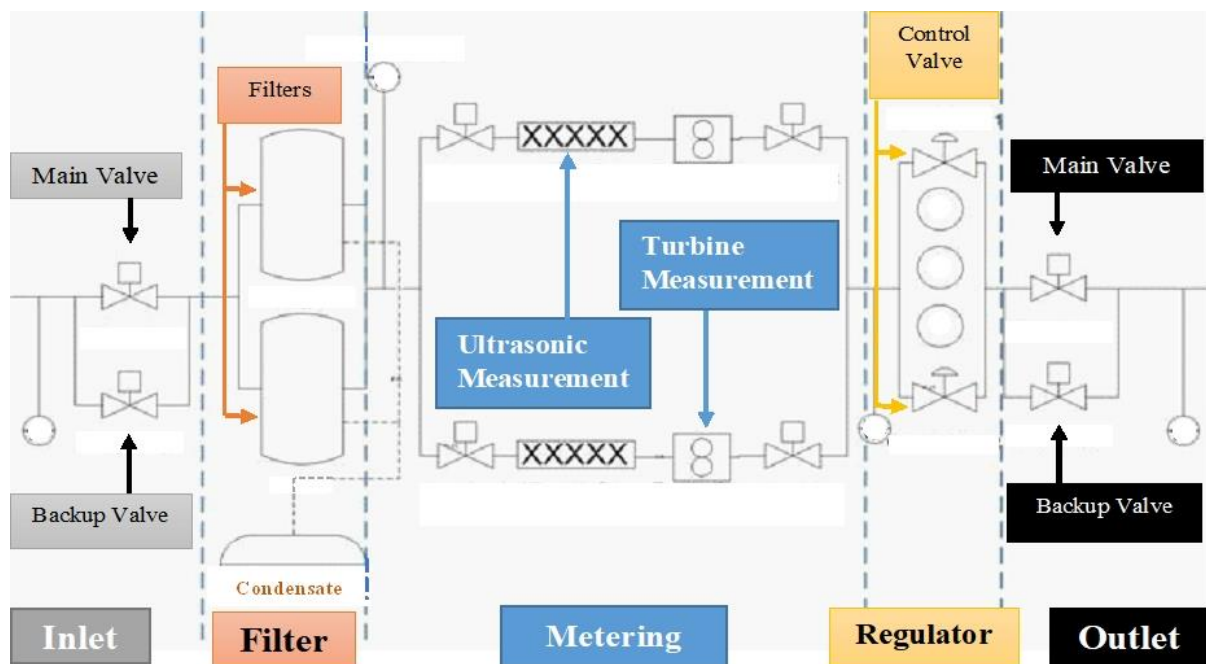 Control
Valve
Filters
XXXXX
Main Valve
Main Valve
Turbine
Measurement
Ultrasonic
Measurement
XXXXX
Backup Valve
Backup Valve
Condensate
Inlet
Filter
Metering
Regulator
Outlet